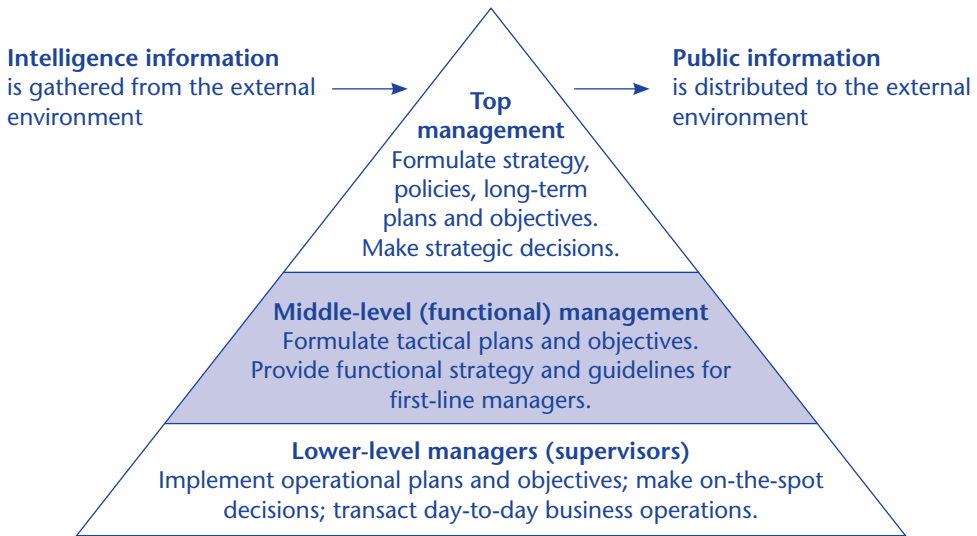 Intelligence information
is gathered from the external
environment
Public information
is distributed to the external
environment
Top
management
Formulate strategy,
policies, long-term
plans and objectives.
Make strategic decisions.
Middle-level (functional) management
Formulate tactical plans and objectives.
Provide functional strategy and guidelines for
first-line managers.
Lower-level managers (supervisors)
Implement operational plans and objectives; make on-the-spot
decisions; transact day-to-day business operations.